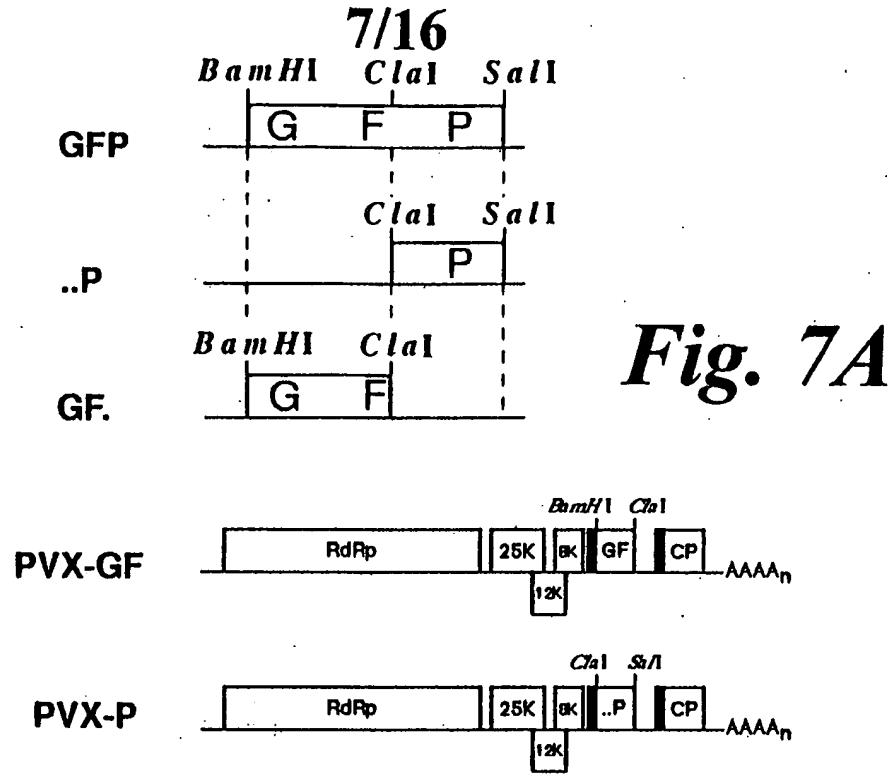 7/16
BamHI ClaI SalI
GFP G F P
ClaI SalI
..P P
BamHI ClaI
GF. G F
Fig. 7A
BamHI ClaI
PVX-GF RdRp 25K 8K GF CP AAAAn
12K
ClaI SalI
PVX-P RdRp 25K 8K ..P CP AAAAn
12K